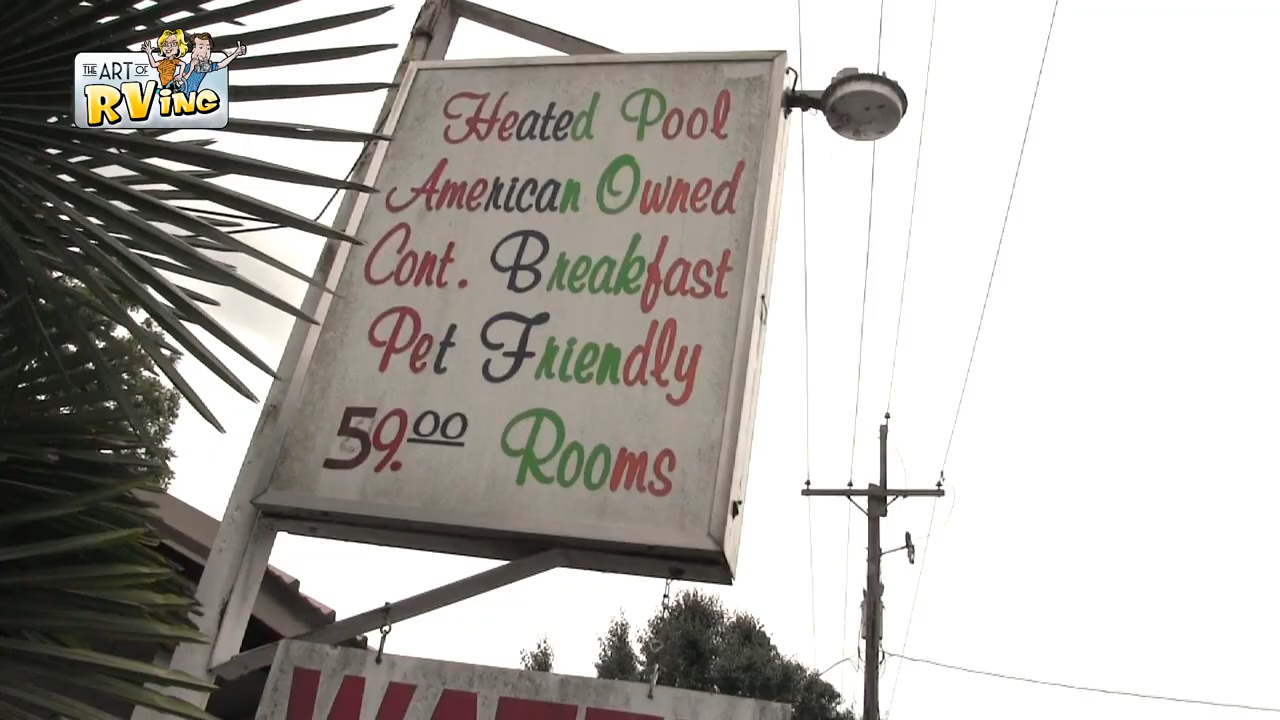 THE ART OF
RVING
Heated Pool
American Owned
Cont. Breakfast
Pet Friendly
59.00 Rooms